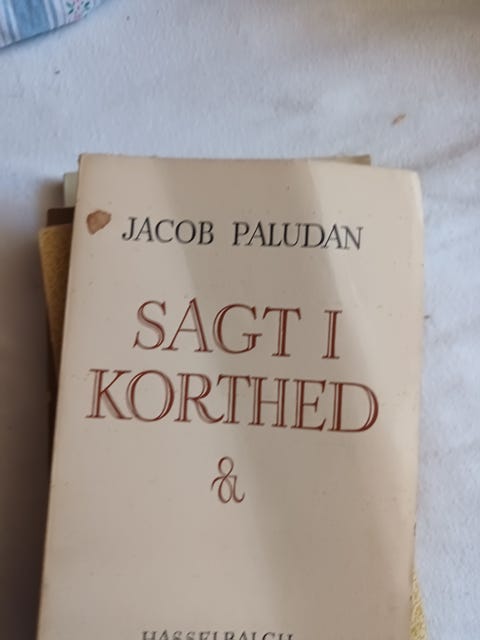 JACOB PALUDAN
SAGT I
KORTHED
&
HASSELBALCH